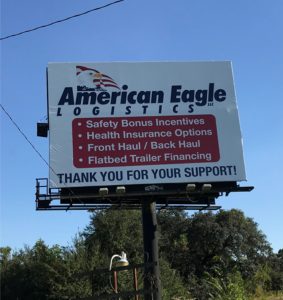 American Eagle
LOGISTICS LLC
• Safety Bonus Incentives
• Health Insurance Options
• Front Haul / Back Haul
• Flatbed Trailer Financing
THANK YOU FOR YOUR SUPPORT!